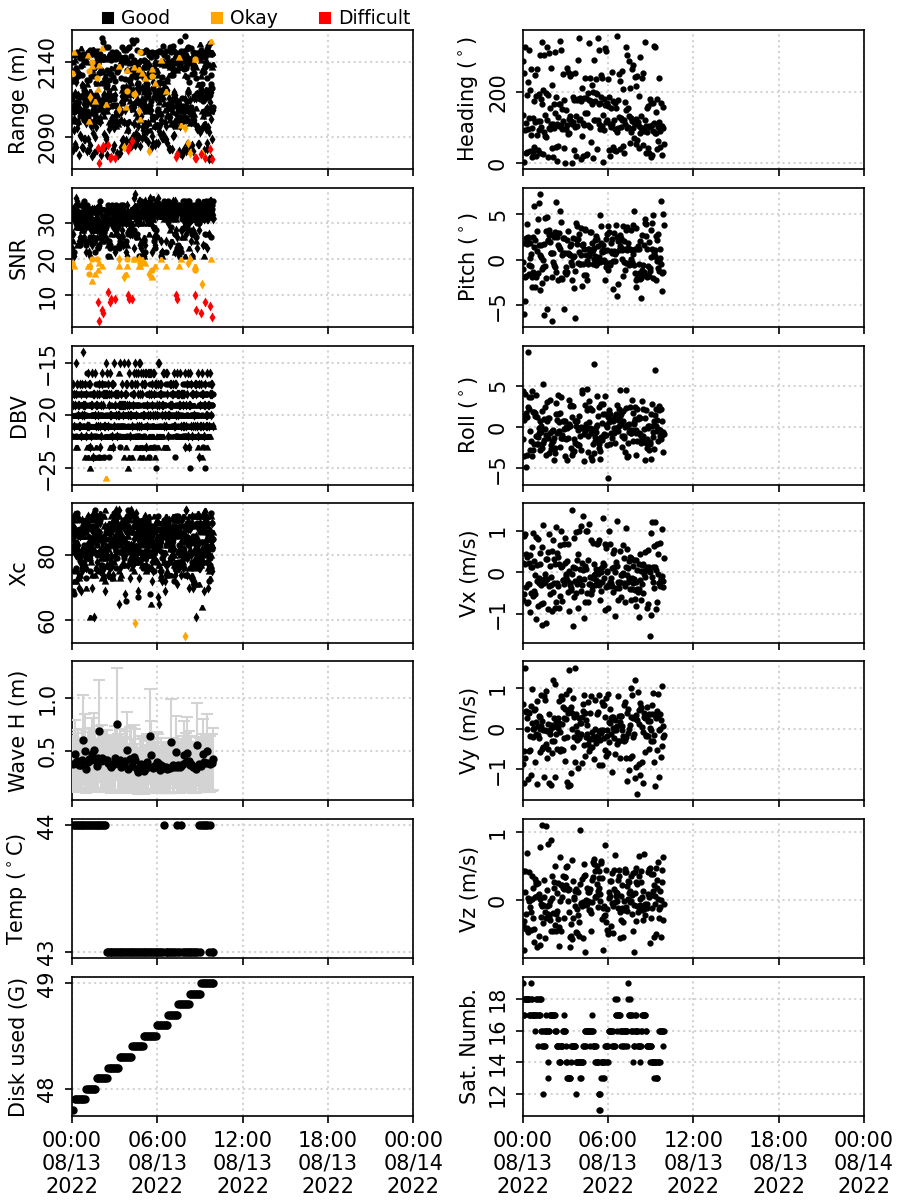 Good Okay Difficult
Range (m)
2140
2090
Heading (°)
200
0
SNR
30
20
10
Pitch (°)
5
0
−5
DBV
−15
−20
−25
Roll (°)
5
0
−5
Xc
80
60
Vx (m/s)
1
0
−1
Wave H (m)
1.0
0.5
Vy (m/s)
1
0
−1
Temp (°C)
44
43
Vz (m/s)
1
0
Disk used (G)
49
48
Sat. Numb.
18
16
14
12
00:00 06:00 12:00 18:00 00:00 00:00 06:00 12:00 18:00 00:00
08/13 08/13 08/13 08/13 08/14 08/13 08/13 08/13 08/13 08/14
2022 2022 2022 2022 2022 2022 2022 2022 2022 2022